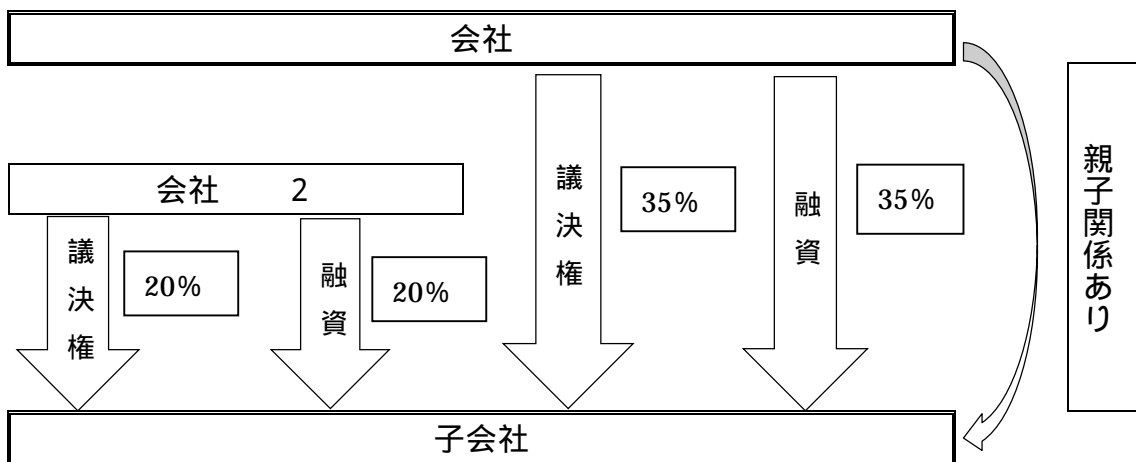 会社
会社 2
議決権
20%
融資
20%
議決権
35%
融資
35%
親子関係あり
子会社